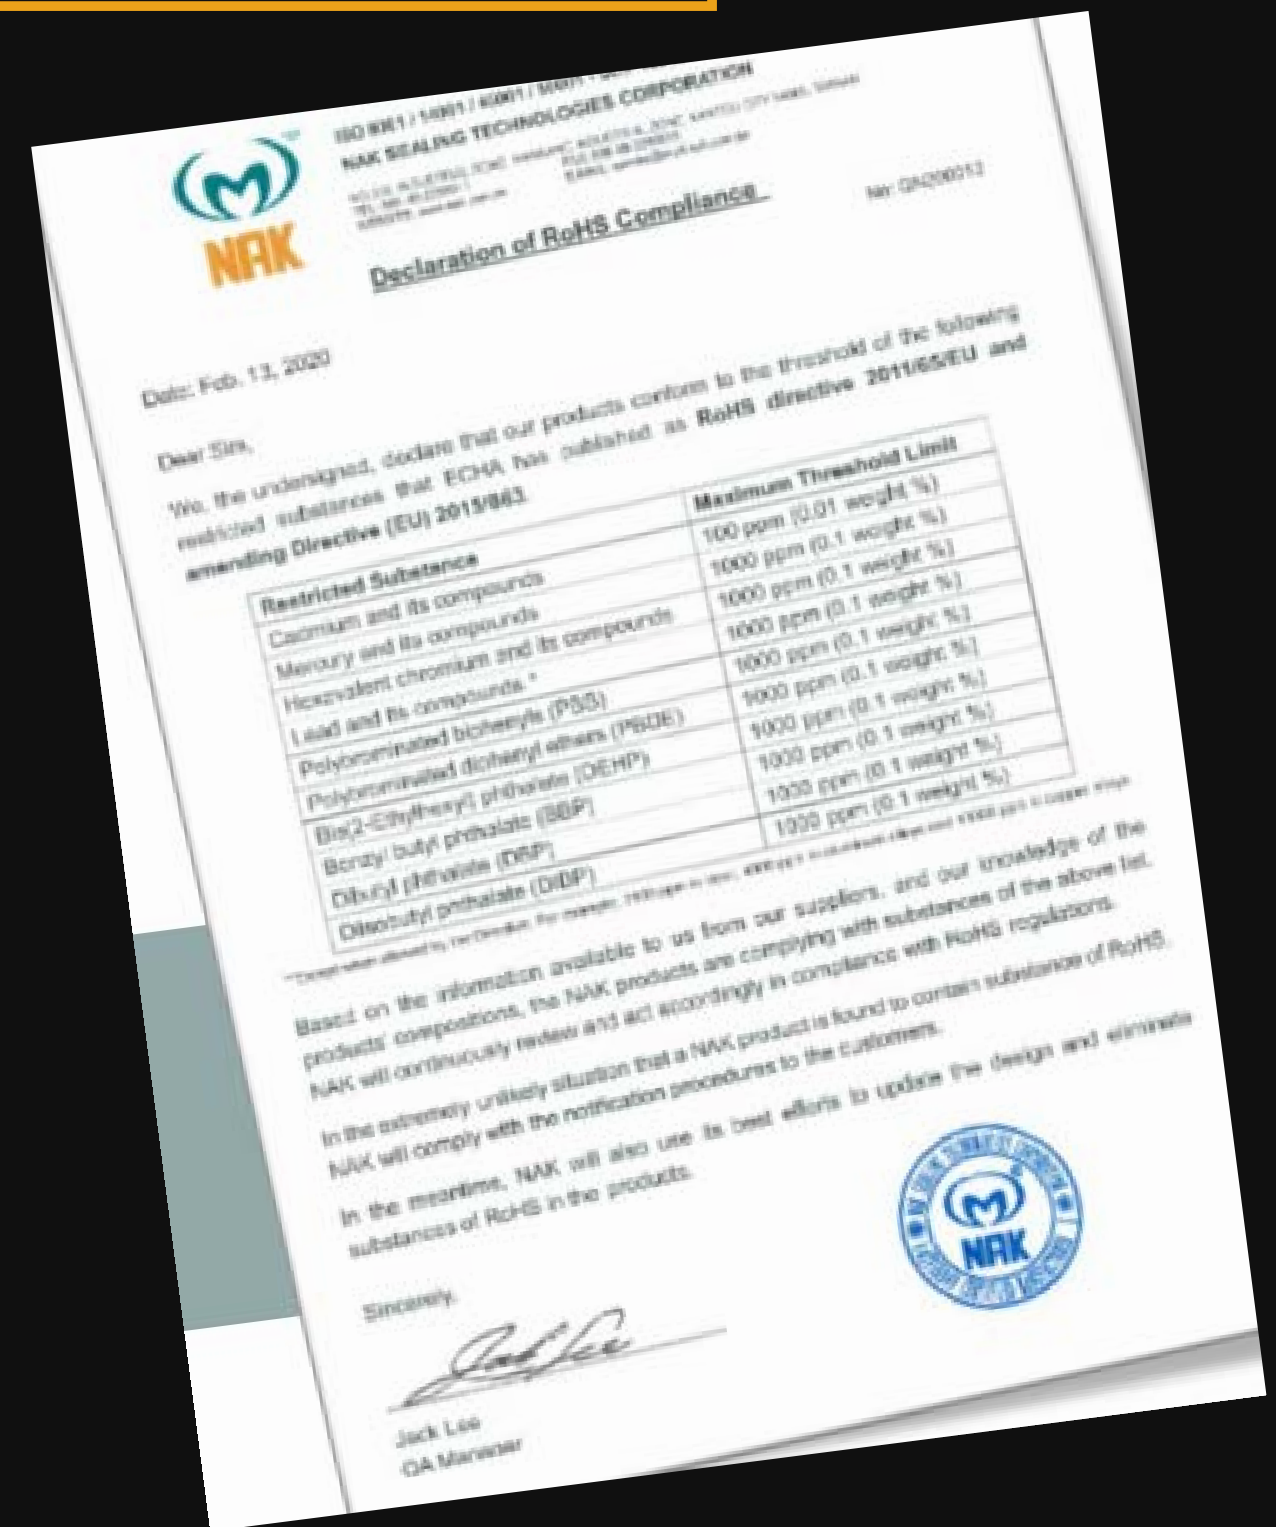 NAK
NAK SEALING TECHNOLOGIES CORPORATION
Declaration of RoHS Compliance
Date: Feb. 13, 2020
Dear Sirs,
We, the undersigned, declare that our products conform to the threshold of the following
restricted substances that ECHA has published as RoHS directive 2011/65/EU and
amending Directive (EU) 2015/863.
Restricted Substance Maximum Threshold Limit
Cadmium and its compounds 100 ppm (0.01 weight %)
Mercury and its compounds 1000 ppm (0.1 weight %)
Hexavalent chromium and its compounds 1000 ppm (0.1 weight %)
Lead and its compounds * 1000 ppm (0.1 weight %)
Polybrominated biphenyls 1000 ppm (0.1 weight %)
Polybrominated diphenyl ethers 1000 ppm (0.1 weight %)
Bis(2-Ethylhexyl) phthalate (DEHP) 1000 ppm (0.1 weight %)
Benzyl butyl phthalate (BBP) 1000 ppm (0.1 weight %)
Dibutyl phthalate (DBP) 1000 ppm (0.1 weight %)
Diisobutyl phthalate (DIBP) 1000 ppm (0.1 weight %)
Based on the information available to us from our suppliers, and our knowledge of the
products' compositions, the NAK products are complying with substances of the above list.
NAK will continuously review and act accordingly in compliance with RoHS regulations.
In the extremely unlikely situation that a NAK product is found to contain substance of RoHS,
NAK will comply with the notification procedures to the customers.
In the meantime, NAK will also use its best efforts to update the design and eliminate
substances of RoHS in the products.
Sincerely,
Jack Lee
Jack Lee
QA Manager
NAK